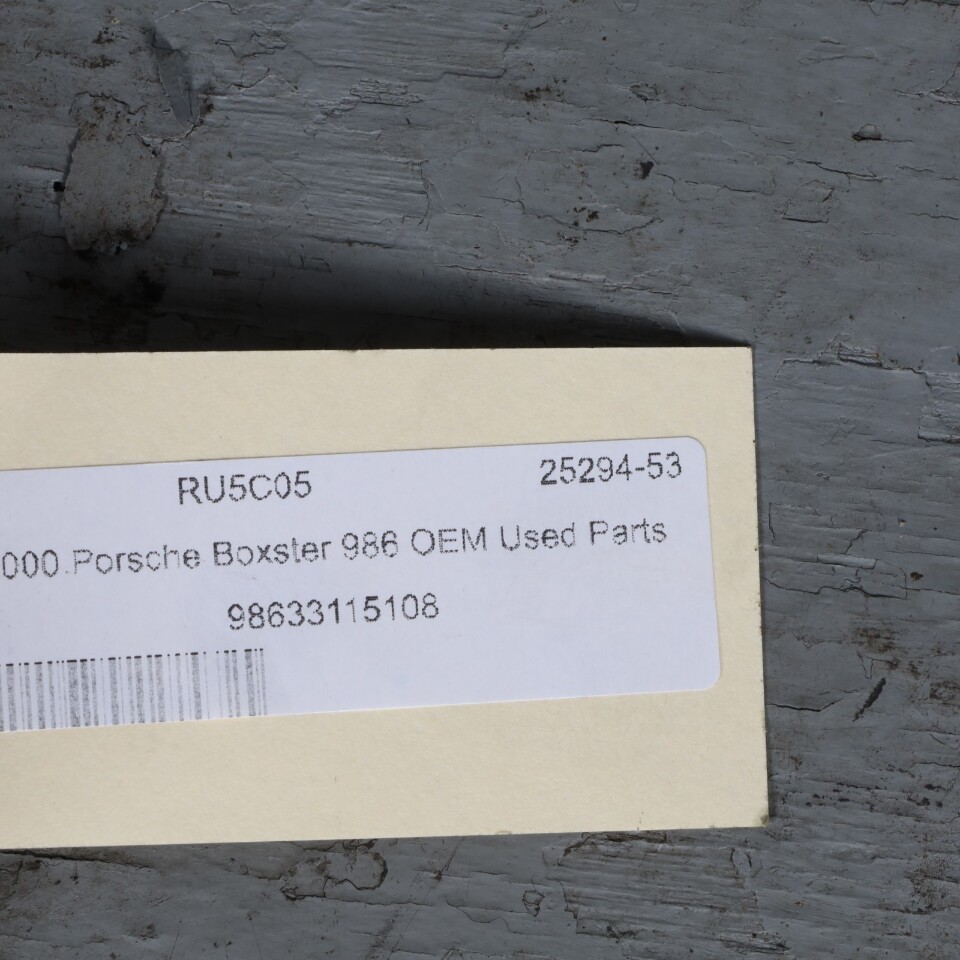 RU5C05 25294-53
000.Porsche Boxster 986 OEM Used Parts
98633115108